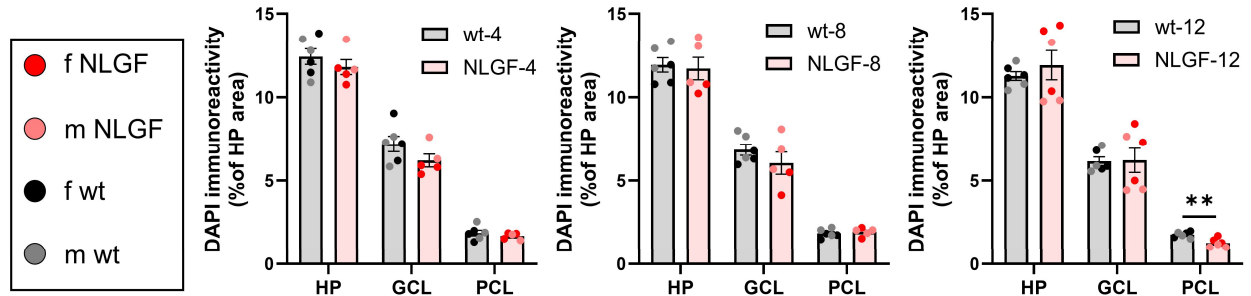 f NLGF
m NLGF
f wt
m wt
DAPI immunoreactivity
(%of HP area)
15
10
5
0
wt-4
NLGF-4
HP GCL PCL
DAPI immunoreactivity
(%of HP area)
15
10
5
0
wt-8
NLGF-8
HP GCL PCL
DAPI immunoreactivity
(%of HP area)
15
10
5
0
wt-12
NLGF-12
**
HP GCL PCL